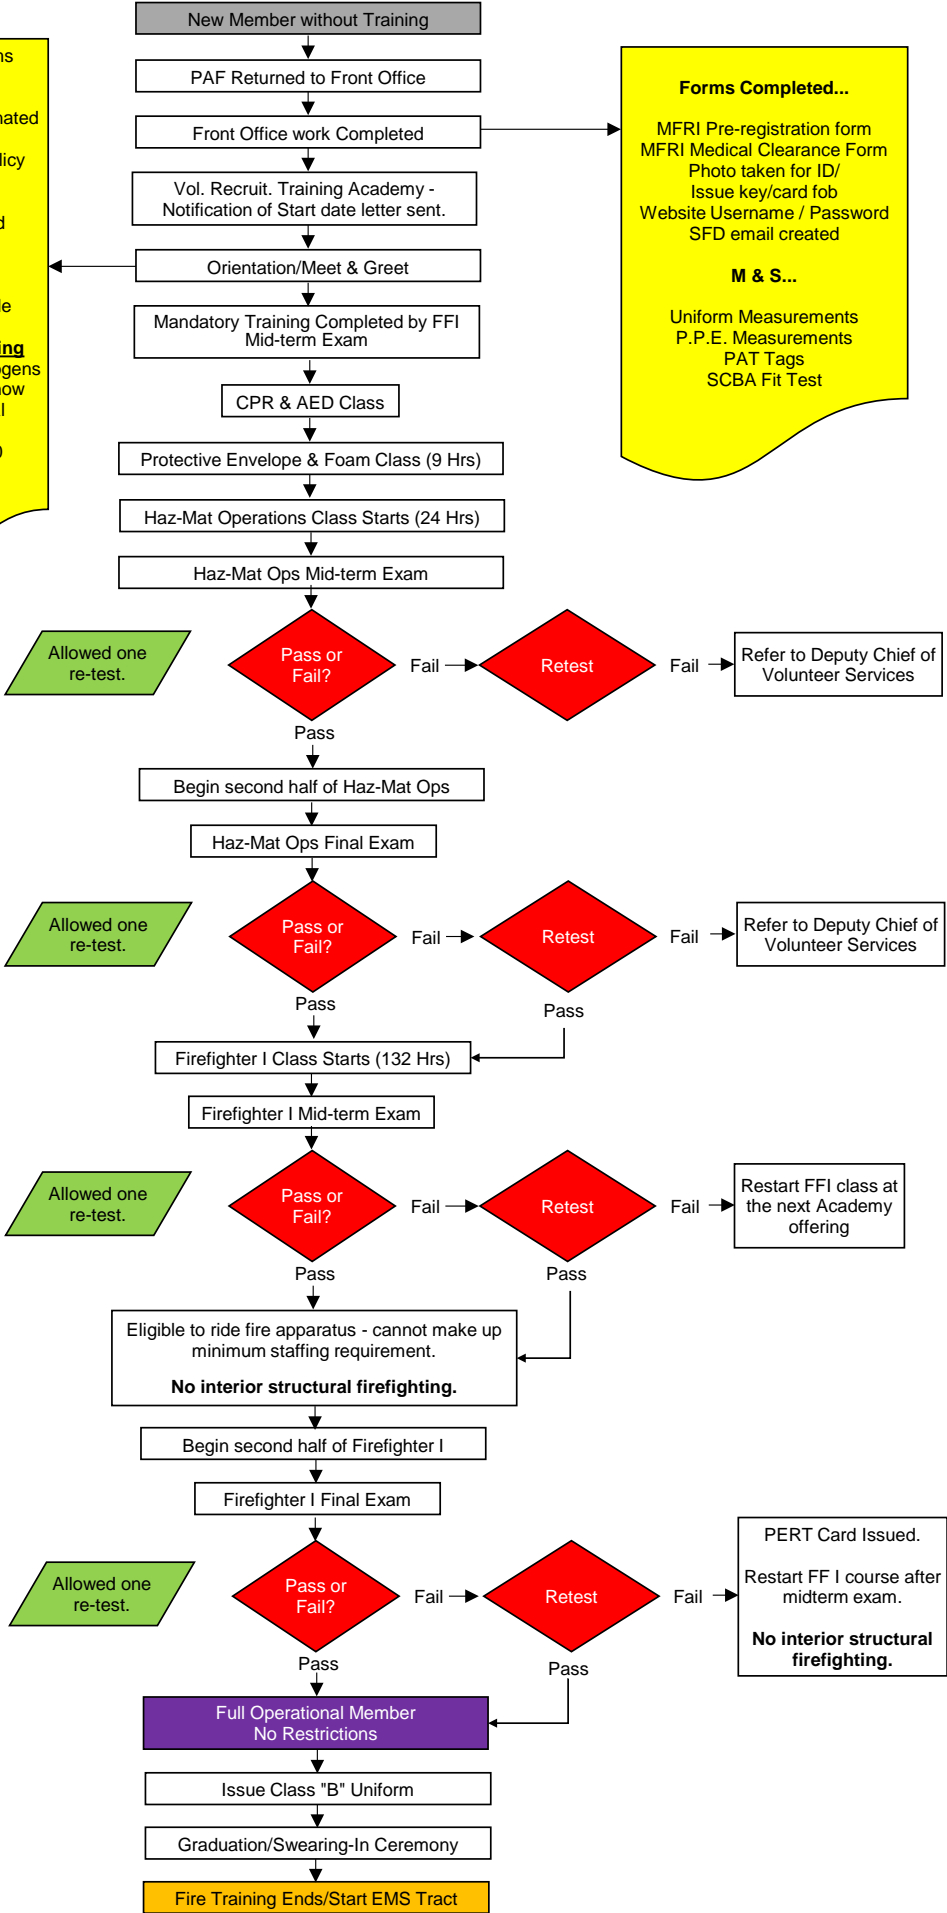 New Member without Training
PAF Returned to Front Office
Front Office work Completed
Forms Completed...
MFRI Pre-registration form
MFRI Medical Clearance Form
Photo taken for ID/
Issue key/card fob
Website Username / Password
SFD email created
M & S...
Uniform Measurements
P.P.E. Measurements
PAT Tags
SCBA Fit Test
Vol. Recruit. Training Academy -
Notification of Start date letter sent.
Orientation/Meet & Greet
Mandatory Training Completed by FFI
Mid-term Exam
CPR & AED Class
Protective Envelope & Foam Class (9 Hrs)
Haz-Mat Operations Class Starts (24 Hrs)
Haz-Mat Ops Mid-term Exam
Allowed one
re-test.
Pass or
Fail?
Fail
Retest
Fail
Refer to Deputy Chief of
Volunteer Services
Pass
Begin second half of Haz-Mat Ops
Haz-Mat Ops Final Exam
Allowed one
re-test.
Pass or
Fail?
Fail
Retest
Fail
Refer to Deputy Chief of
Volunteer Services
Pass
Pass
Firefighter I Class Starts (132 Hrs)
Firefighter I Mid-term Exam
Allowed one
re-test.
Pass or
Fail?
Fail
Retest
Fail
Restart FFI class at
the next Academy
offering
Pass
Pass
Eligible to ride fire apparatus - cannot make up
minimum staffing requirement.
No interior structural firefighting.
Begin second half of Firefighter I
Firefighter I Final Exam
Allowed one
re-test.
Pass or
Fail?
Fail
Retest
Fail
PERT Card Issued.
Restart FF I course after
midterm exam.
No interior structural
firefighting.
Pass
Pass
Full Operational Member
No Restrictions
Issue Class "B" Uniform
Graduation/Swearing-In Ceremony
Fire Training Ends/Start EMS Tract